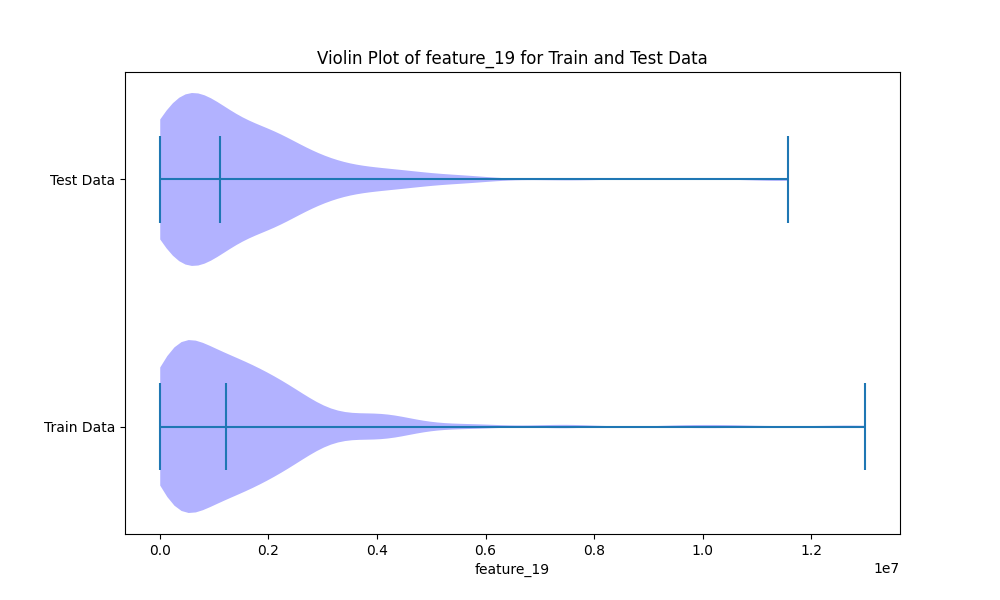 Violin Plot of feature_19 for Train and Test Data
Test Data
Train Data
0.0 0.2 0.4 0.6 0.8 1.0 1.2
feature_19
1e7